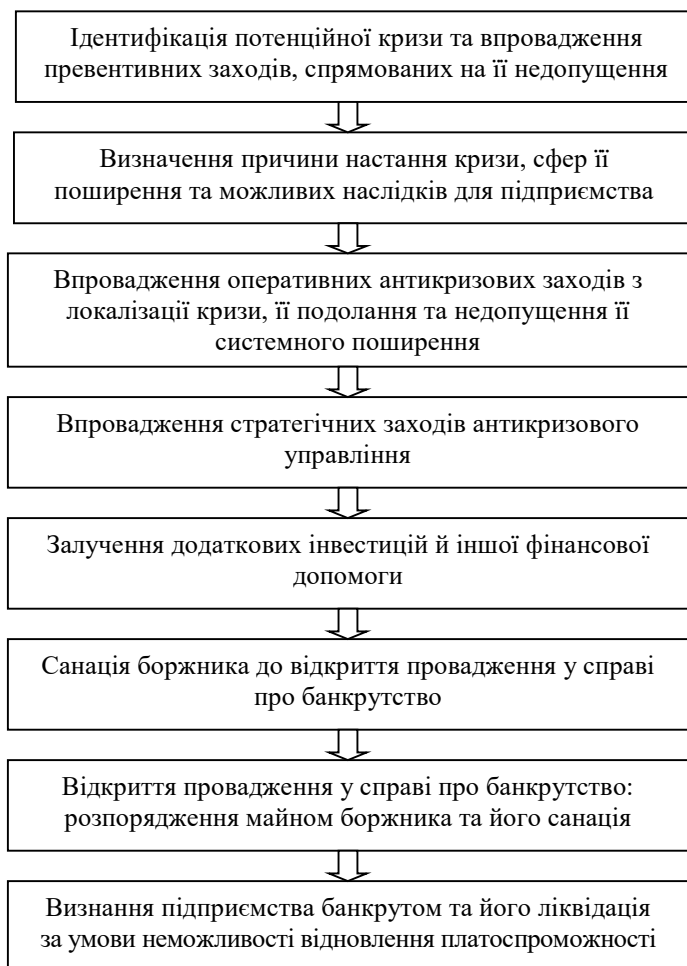 Ідентифікація потенційної кризи та впровадження
превентивних заходів, спрямованих на її недопущення
Визначення причини настання кризи, сфер її
поширення та можливих наслідків для підприємства
Впровадження оперативних антикризових заходів з
локалізації кризи, її подолання та недопущення її
системного поширення
Впровадження стратегічних заходів антикризового
управління
Залучення додаткових інвестицій й іншої фінансової
допомоги
Санація боржника до відкриття провадження у справі
про банкрутство
Відкриття провадження у справі про банкрутство:
розпорядження майном боржника та його санація
Визнання підприємства банкрутом та його ліквідація
за умови неможливості відновлення платоспроможності